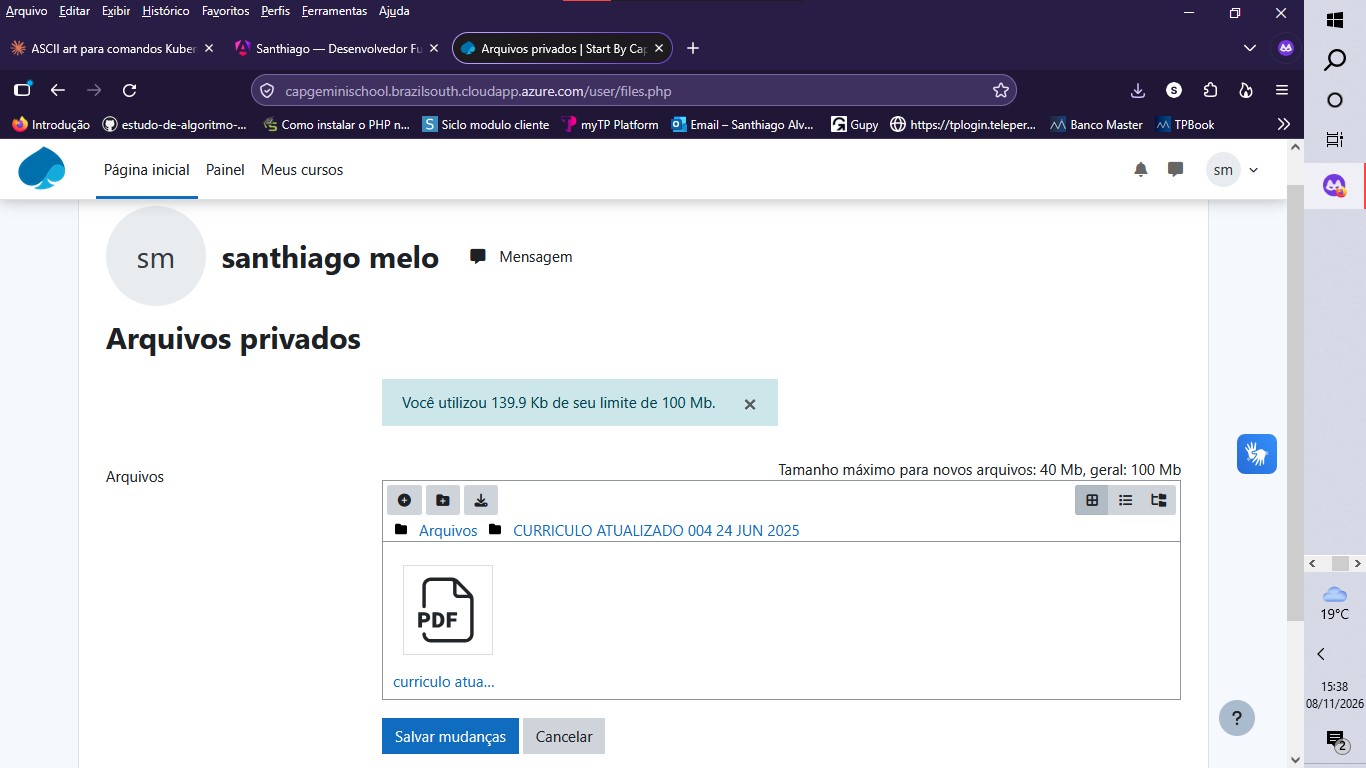 Arquivo Editar Exibir Histórico Favoritos Perfis Ferramentas Ajuda
ASCII art para comandos Kuber
Santhiago — Desenvolvedor Fu
Arquivos privados | Start By Cap
capgeminischool.brazilsouth.cloudapp.azure.com/user/files.php
S
Introdução
estudo-de-algoritmo-...
Como instalar o PHP n...
S Siclo modulo cliente
myTP Platform
Email – Santhiago Alv...
Gupy
https://tplogin.teleper...
Banco Master
TPBook
Página inicial Painel Meus cursos
sm
sm
santhiago melo
Mensagem
Arquivos privados
Você utilizou 139.9 Kb de seu limite de 100 Mb.
Arquivos
Tamanho máximo para novos arquivos: 40 Mb, geral: 100 Mb
Arquivos CURRICULO ATUALIZADO 004 24 JUN 2025
PDF
curriculo atua...
Salvar mudanças Cancelar
?
19°C
15:38
08/11/2026
2